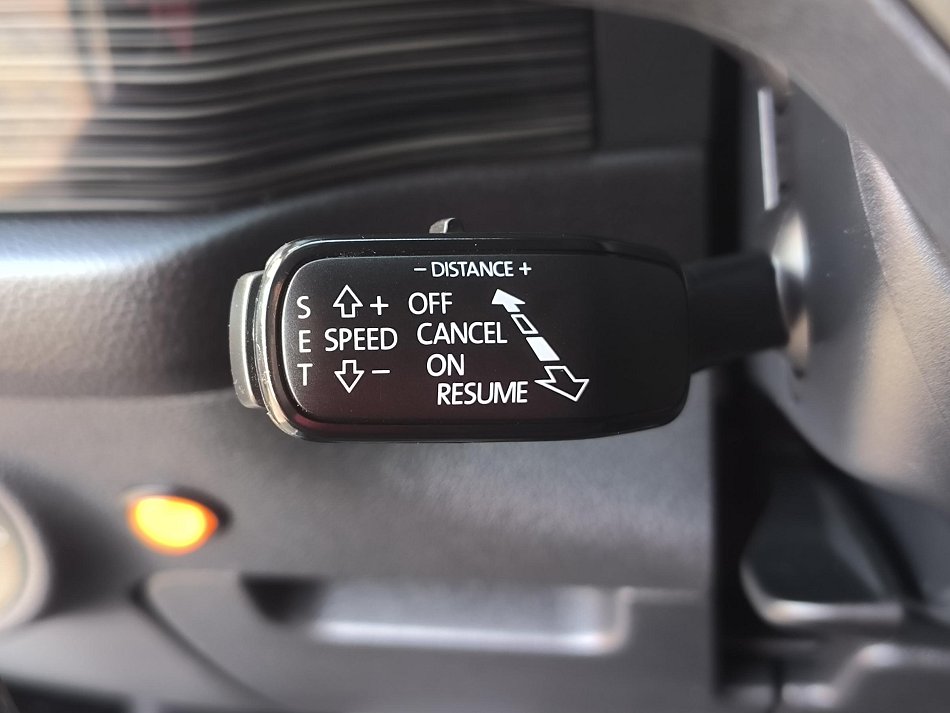 − DISTANCE +
S E T
+
SPEED
−
OFF
CANCEL
ON
RESUME